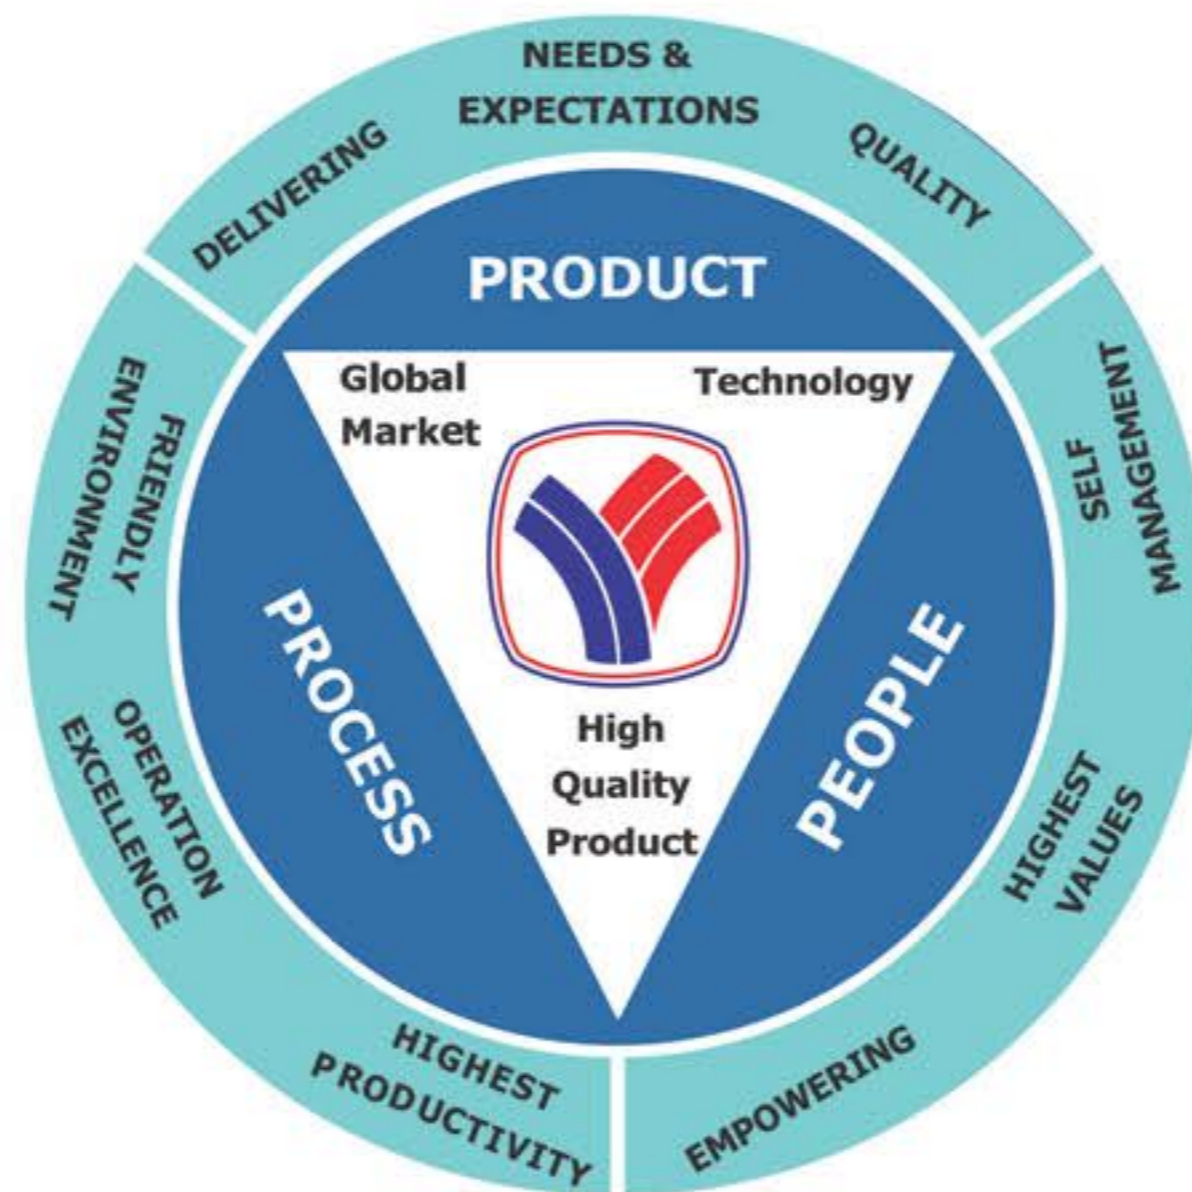 NEEDS &
EXPECTATIONS
DELIVERING
QUALITY
PRODUCT
Global
Market
Technology
FRIENDLY
ENVIRONMENT
SELF
MANAGEMENT
PROCESS
PEOPLE
High
Quality
Product
OPERATION
EXCELLENCE
HIGHEST
VALUES
HIGHEST
PRODUCTIVITY
EMPOWERING